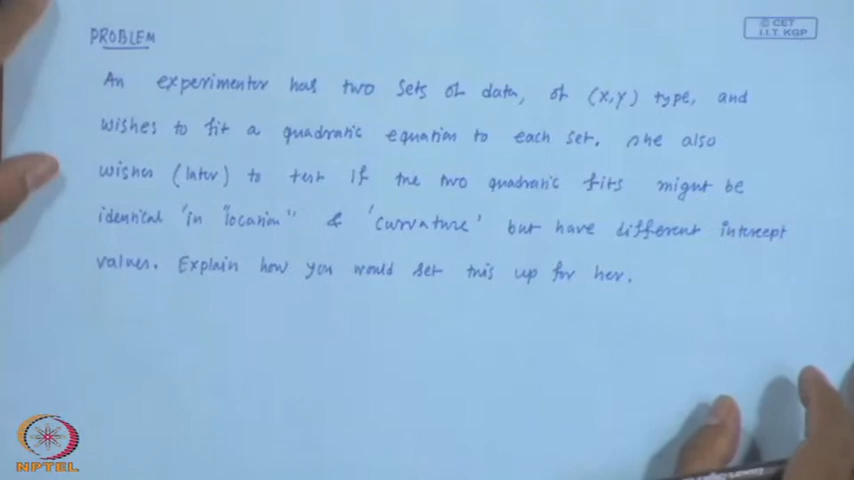 © CET
I.I.T. KGP
PROBLEM
An experimentor has two sets of data, of (X,Y) type, and
wishes to fit a quadratic equation to each set. She also
wishes (later) to test if the two quadratic fits might be
identical 'in "location" & 'curvature' but have different intercept
values. Explain how you would set this up for her.
NPTEL